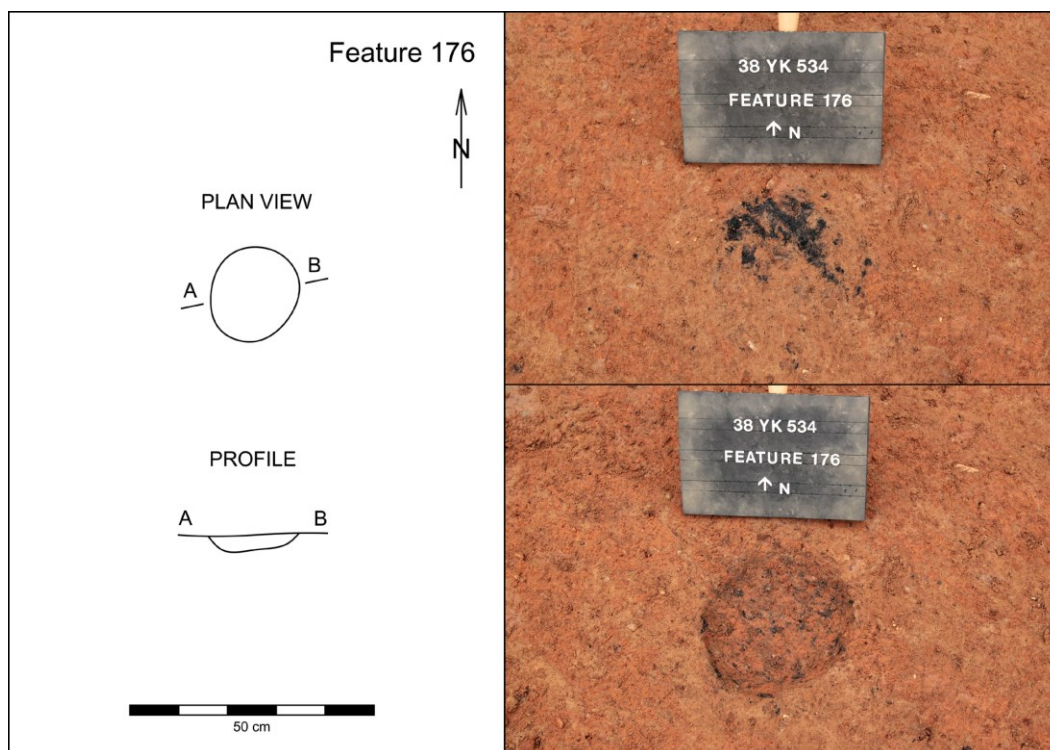 Feature 176
N
PLAN VIEW
A
B
PROFILE
A
B
50 cm
38 YK 534
FEATURE 176
↑ N
38 YK 534
FEATURE 176
↑ N